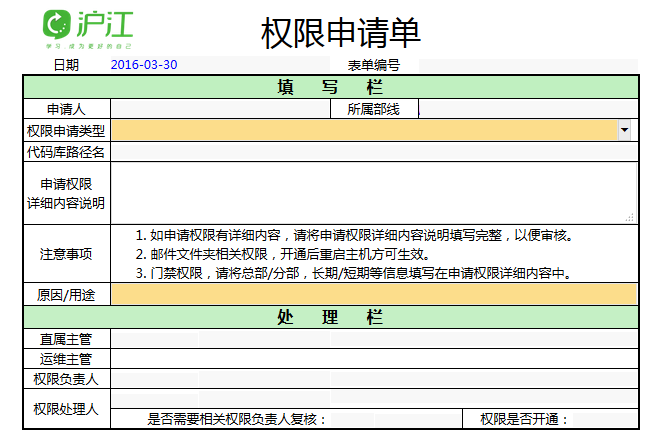 沪江
学习 成为更好的自己
权限申请单
日期 2016-03-30 表单编号
填 写 栏
申请人 所属部线
权限申请类型
代码库路径名
申请权限
详细内容说明
注意事项
1. 如申请权限有详细内容，请将申请权限详细内容说明填写完整，以便审核。
2. 邮件文件夹相关权限，开通后重启主机方可生效。
3. 门禁权限，请将总部/分部，长期/短期等信息填写在申请权限详细内容中。
原因/用途
处 理 栏
直属主管
运维主管
权限负责人
权限处理人
是否需要相关权限负责人复核： 权限是否开通：